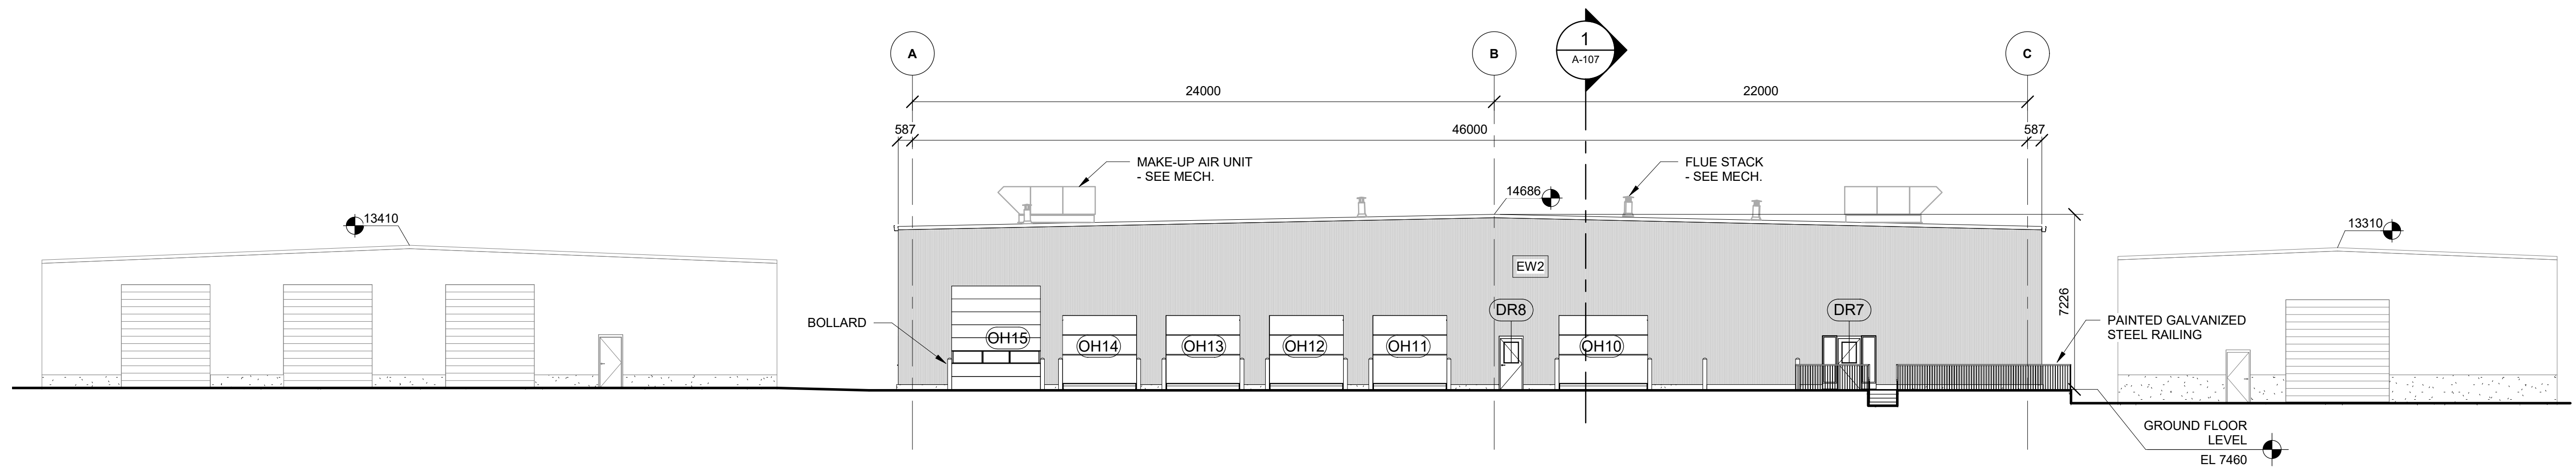 1
A-107
A
B
C
24000
22000
587
46000
587
MAKE-UP AIR UNIT
- SEE MECH.
FLUE STACK
- SEE MECH.
14686
13410
13310
EW2
7226
DR8
DR7
BOLLARD
OH15
OH14
OH13
OH12
OH11
OH10
PAINTED GALVANIZED
STEEL RAILING
GROUND FLOOR
LEVEL
EL 7460